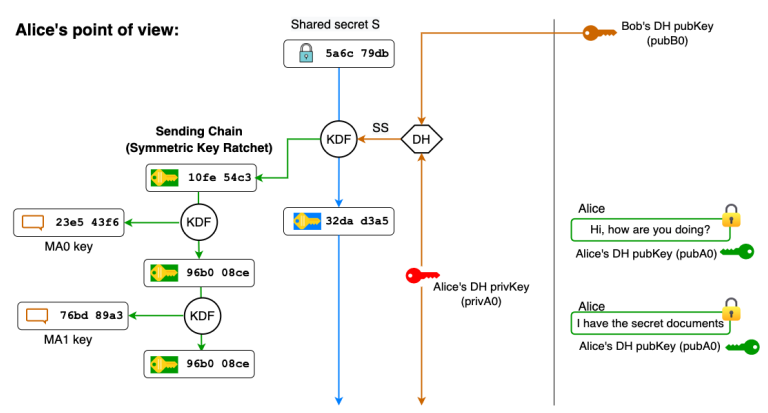 Alice's point of view:
Shared secret S
5a6c 79db
Bob's DH pubKey
(pubB0)
KDF
SS
DH
Sending Chain
(Symmetric Key Ratchet)
10fe 54c3
23e5 43f6
MA0 key
KDF
32da d3a5
96b0 08ce
Alice's DH privKey
(privA0)
76bd 89a3
MA1 key
KDF
96b0 08ce
Alice
Hi, how are you doing?
Alice's DH pubKey (pubA0)
Alice
I have the secret documents
Alice's DH pubKey (pubA0)